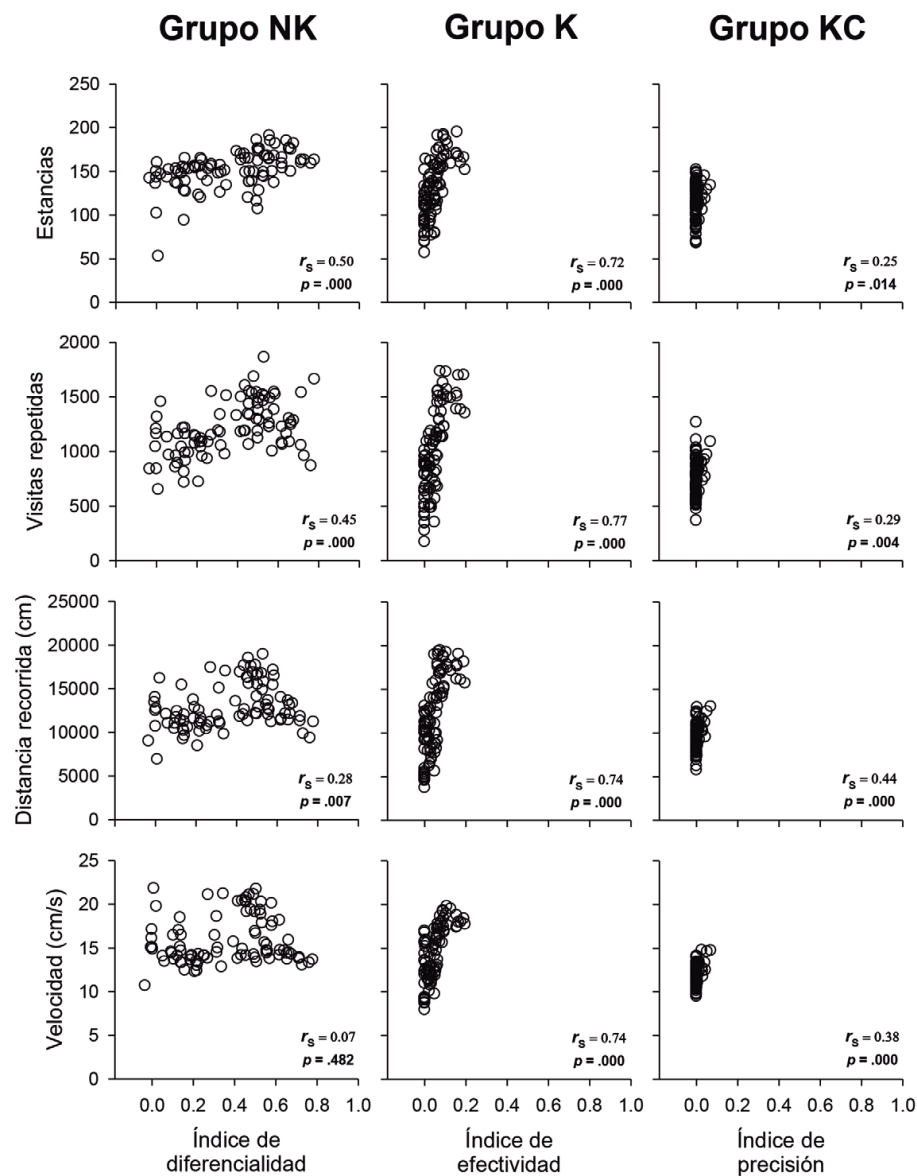 Grupo NK Grupo K Grupo KC
Estancias
250
200
150
100
50
0
rs = 0.50
p = .000
rs = 0.72
p = .000
rs = 0.25
p = .014
Visitas repetidas
2000
1500
1000
500
0
rs = 0.45
p = .000
rs = 0.77
p = .000
rs = 0.29
p = .004
Distancia recorrida (cm)
25000
20000
15000
10000
5000
0
rs = 0.28
p = .007
rs = 0.74
p = .000
rs = 0.44
p = .000
Velocidad (cm/s)
25
20
15
10
5
0
rs = 0.07
p = .482
rs = 0.74
p = .000
rs = 0.38
p = .000
0.0 0.2 0.4 0.6 0.8 1.0 0.0 0.2 0.4 0.6 0.8 1.0 0.0 0.2 0.4 0.6 0.8 1.0
Índice de
diferencialidad
Índice de
efectividad
Índice de
precisión